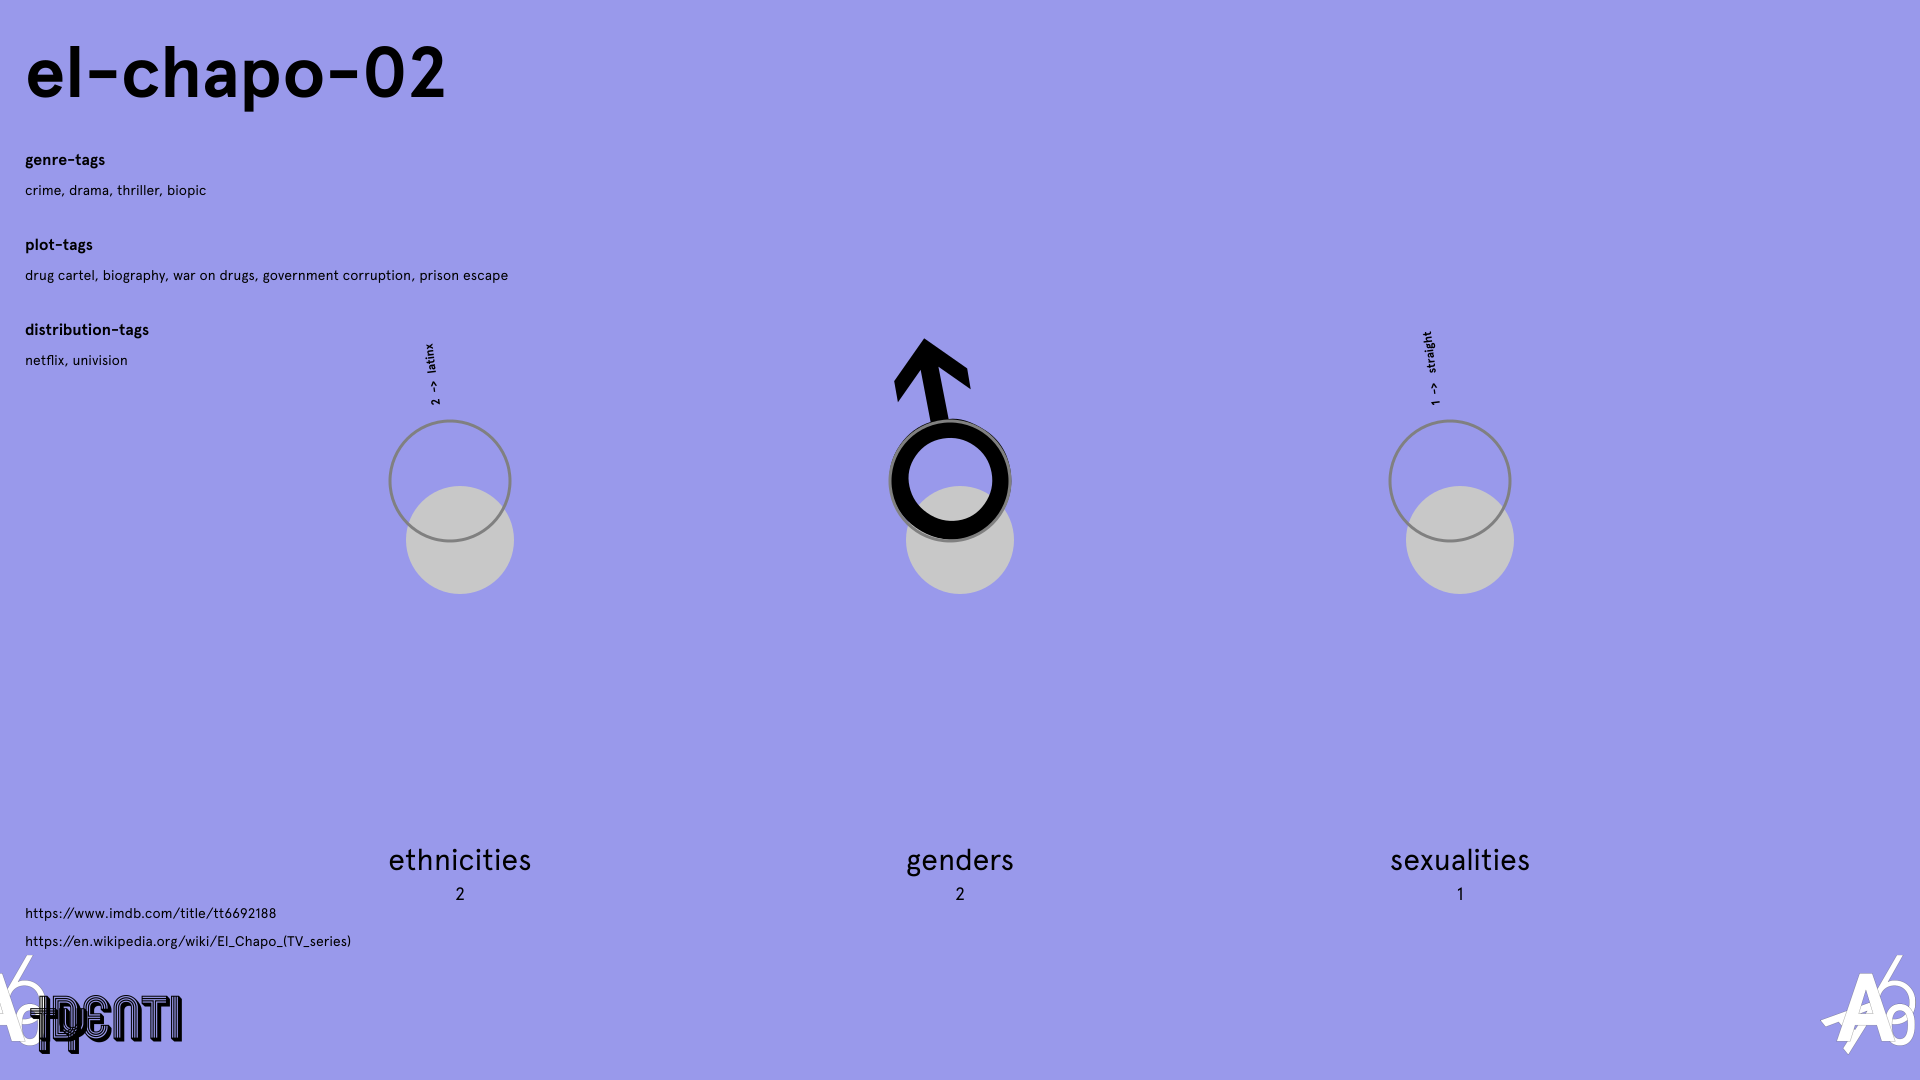 el-chapo-02
genre-tags
crime, drama, thriller, biopic
plot-tags
drug cartel, biography, war on drugs, government corruption, prison escape
distribution-tags
netflix, univision
2 -> latinx
1 -> straight
ethnicities
2
genders
2
sexualities
1
https://www.imdb.com/title/tt6692188
https://en.wikipedia.org/wiki/El_Chapo_(TV_series)
IDENTI